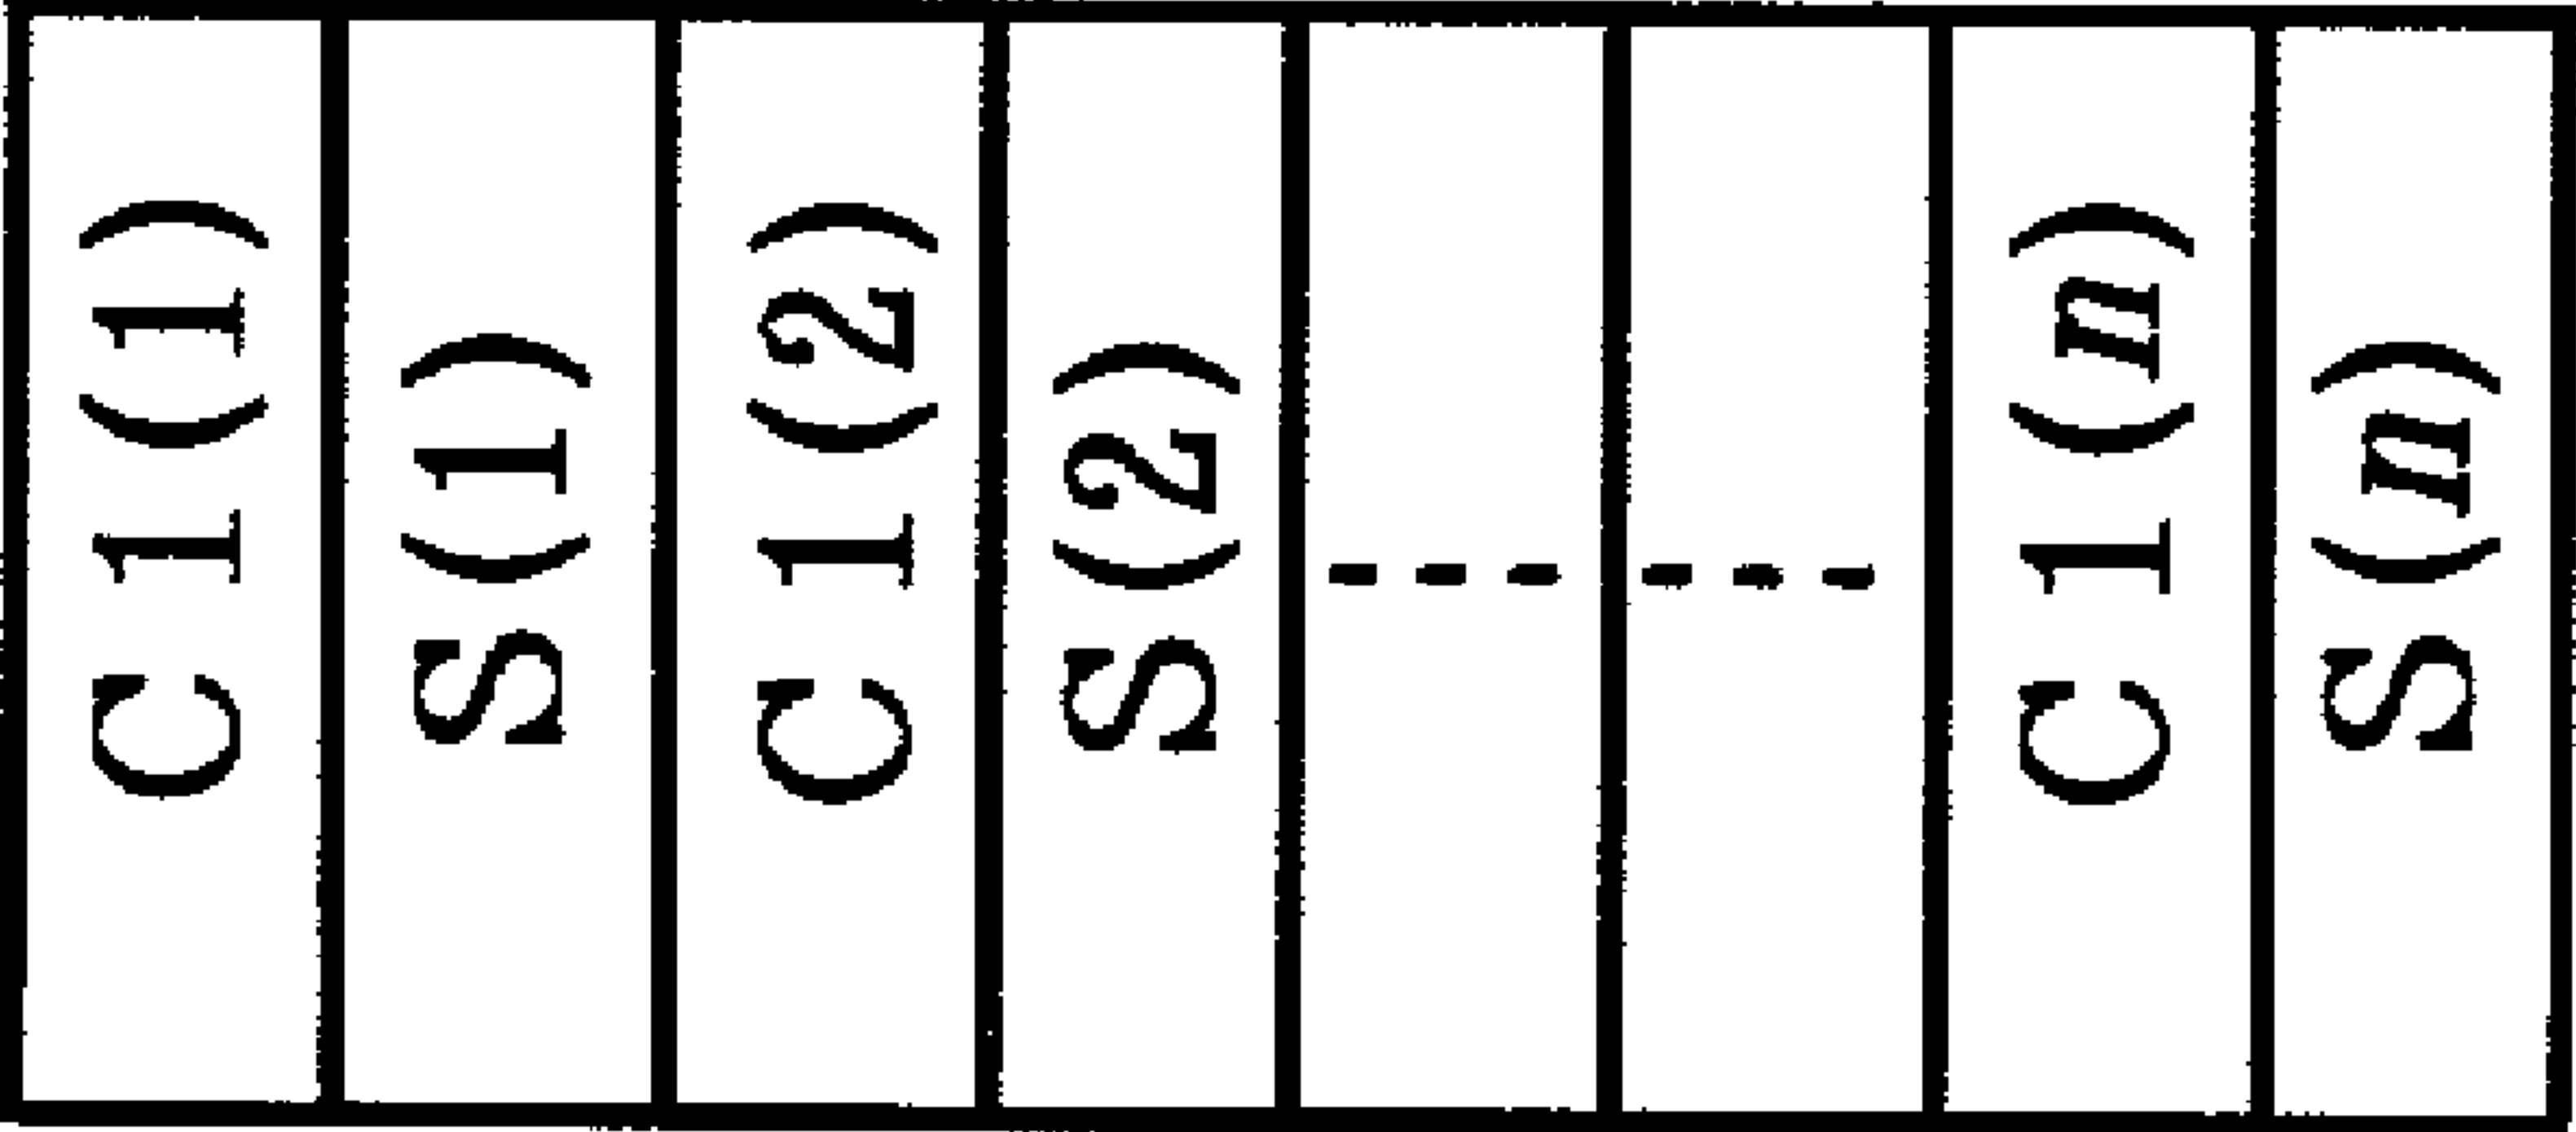 C1(1)
S(1)
C1(2)
S(2)
------
C1(n)
S(n)